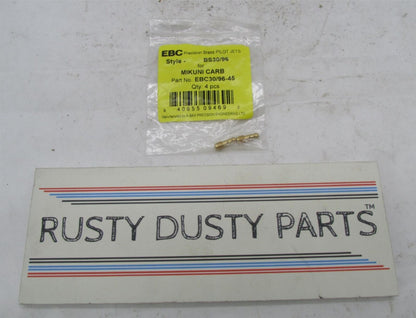 EBC Precision Brass PILOT JETS
Style - BS30/96
for
MIKUNI CARB
Part No. EBC30/96-45
Qty. 4 pcs
RUSTY DUSTY PARTS™